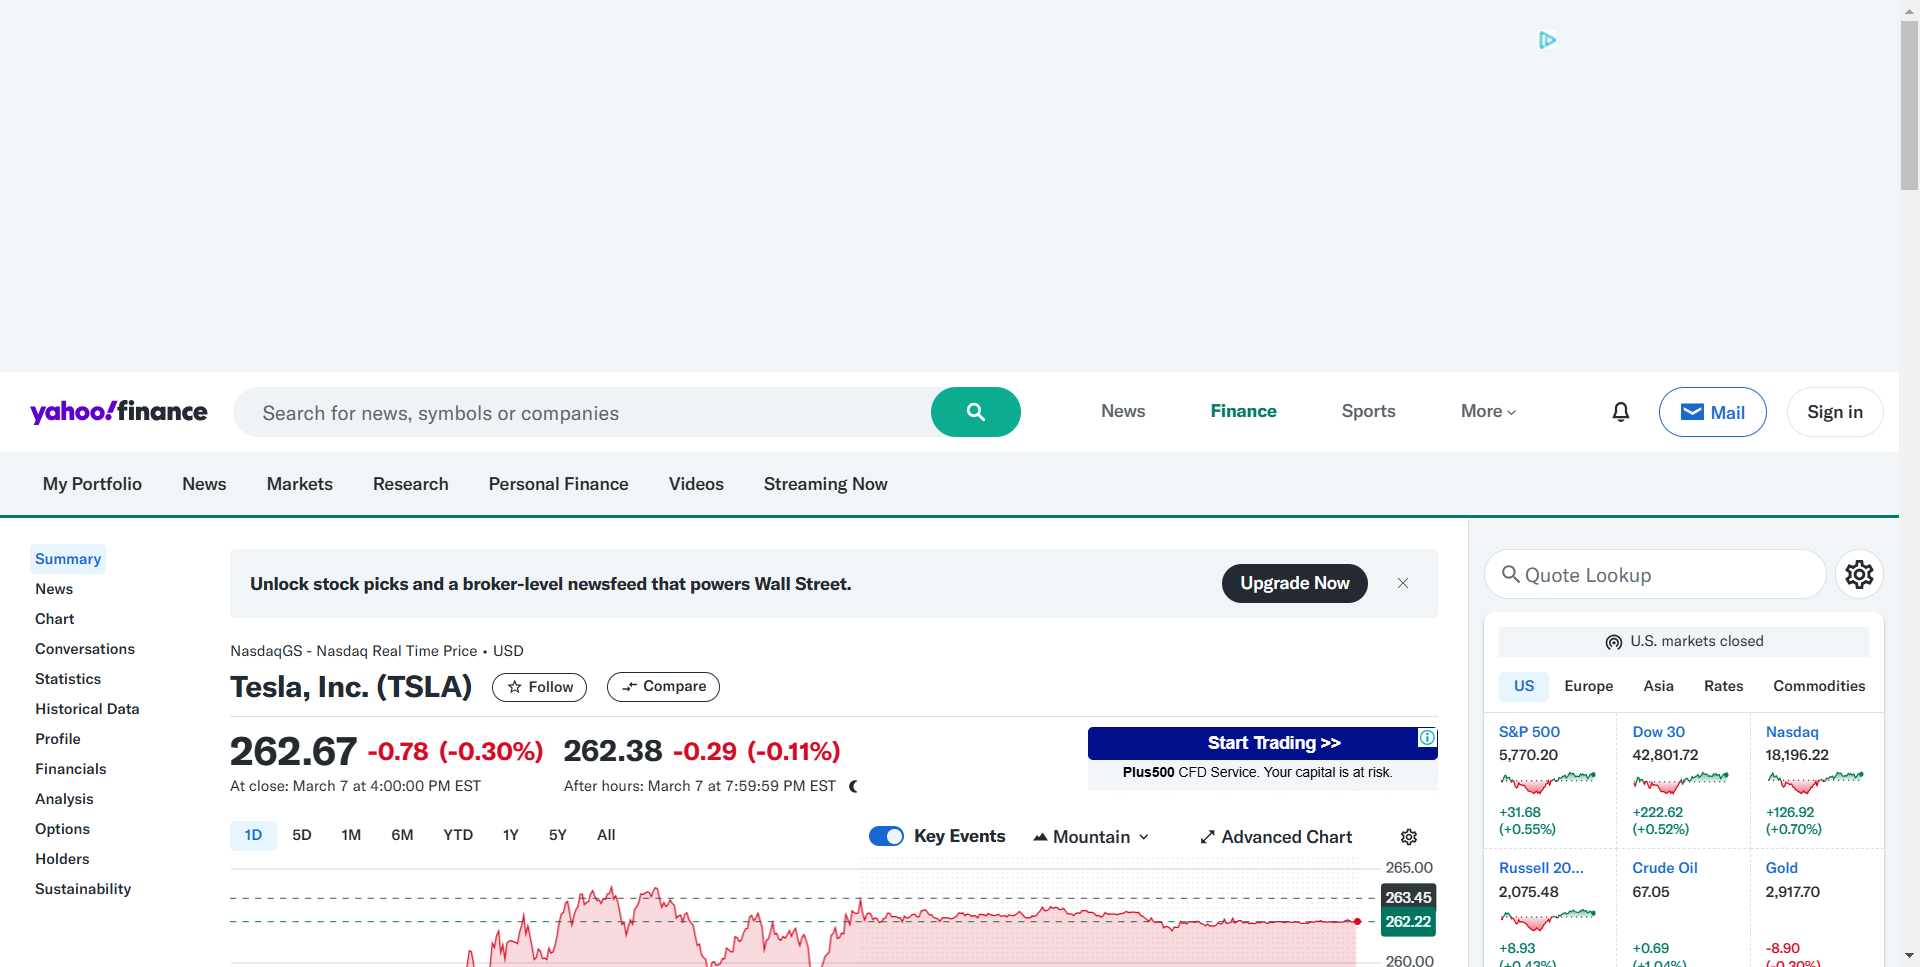 yahoo!finance
Search for news, symbols or companies
News
Finance
Sports
More
Mail
Sign in
My Portfolio
News
Markets
Research
Personal Finance
Videos
Streaming Now
Summary
News
Chart
Conversations
Statistics
Historical Data
Profile
Financials
Analysis
Options
Holders
Sustainability
Unlock stock picks and a broker-level newsfeed that powers Wall Street.
Upgrade Now
NasdaqGS - Nasdaq Real Time Price • USD
Tesla, Inc. (TSLA)
Follow
Compare
262.67 -0.78 (-0.30%)
At close: March 7 at 4:00:00 PM EST
262.38 -0.29 (-0.11%)
After hours: March 7 at 7:59:59 PM EST
Start Trading >>
Plus500 CFD Service. Your capital is at risk.
1D
5D
1M
6M
YTD
1Y
5Y
All
Key Events
Mountain
Advanced Chart
265.00
263.45
262.22
260.00
Quote Lookup
U.S. markets closed
US
Europe
Asia
Rates
Commodities
S&P 500
5,770.20
+31.68
(+0.55%)
Dow 30
42,801.72
+222.62
(+0.52%)
Nasdaq
18,196.22
+126.92
(+0.70%)
Russell 20...
2,075.48
+8.93
(+0.43%)
Crude Oil
67.05
+0.69
(+1.04%)
Gold
2,917.70
-8.90
(-0.30%)